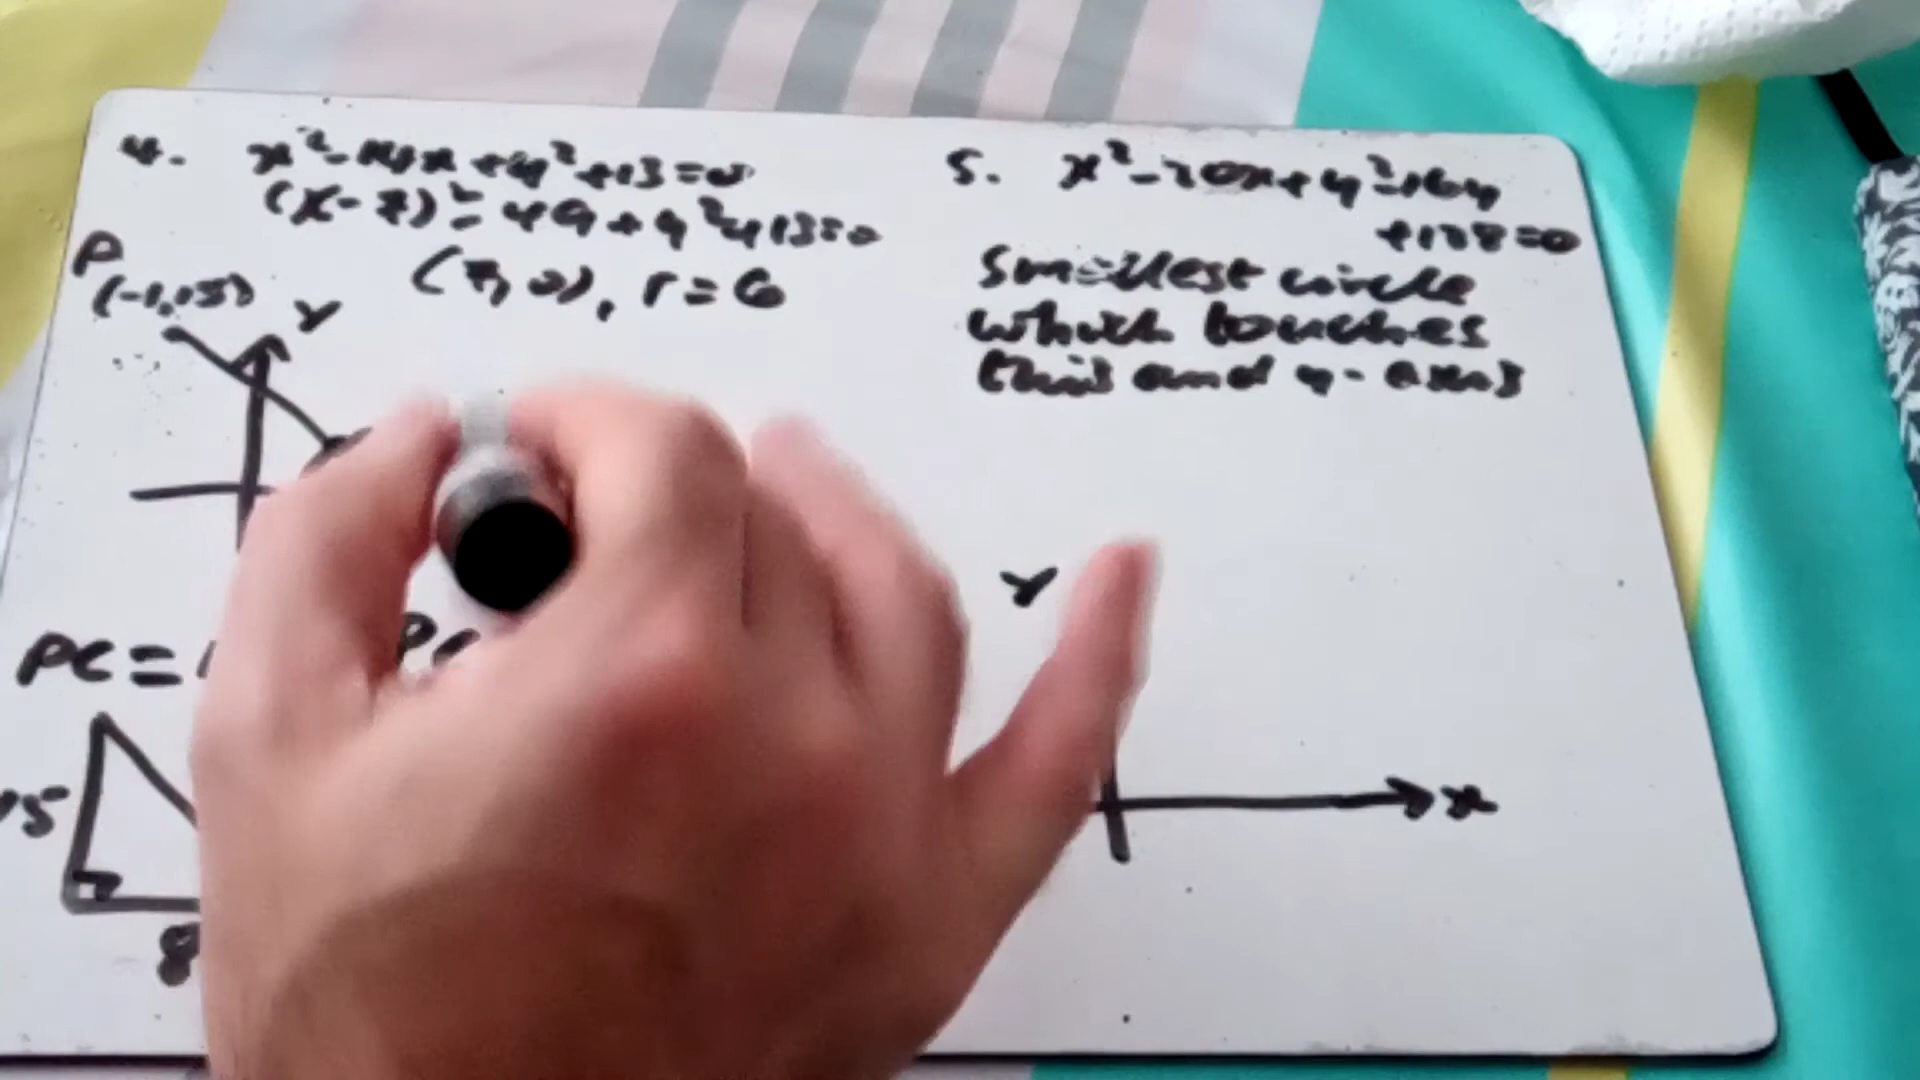 4. x² - 14x + y² + 13 = 0
(x - 7)² - 49 + y² + 13 = 0
(7, 0), r = 6
P
(-1, 15)
Y
PC =
15
8
5. x² - 20x + y² - 16y
+ 128 = 0
Smallest circle
which touches
this and y-axis
Y
x